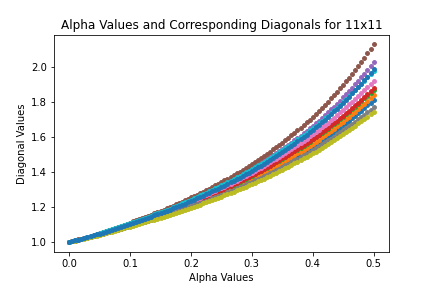 Alpha Values and Corresponding Diagonals for 11x11
Diagonal Values
2.0
1.8
1.6
1.4
1.2
1.0
0.0 0.1 0.2 0.3 0.4 0.5
Alpha Values